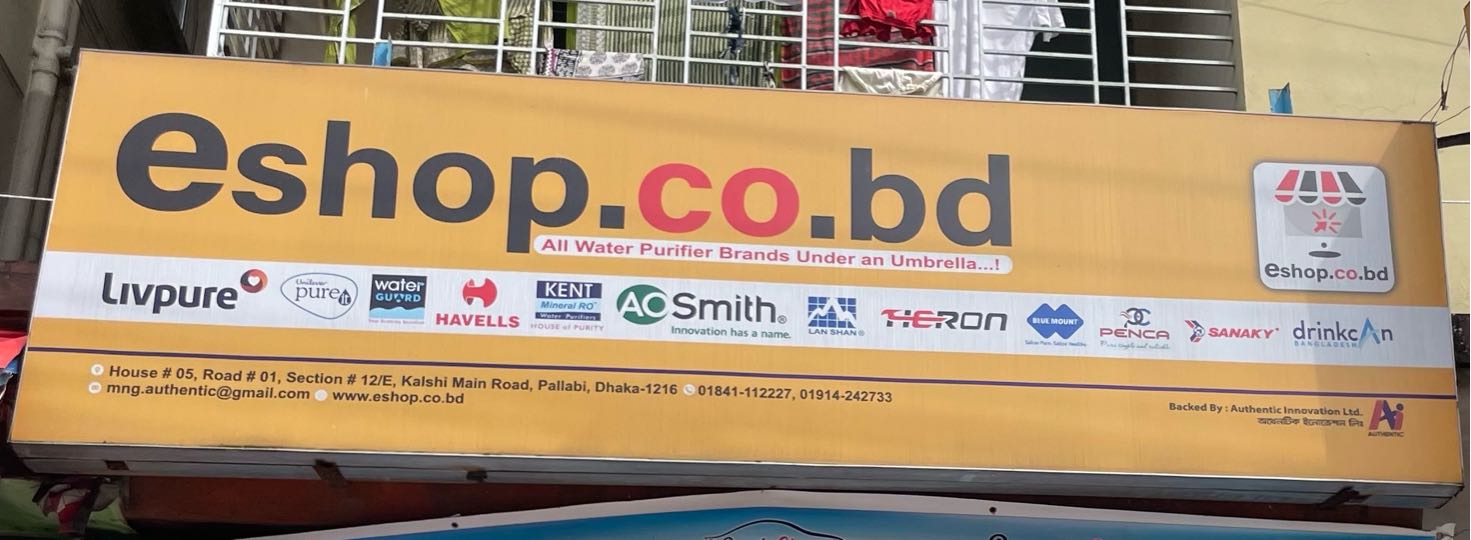 eshop.co.bd
All Water Purifier Brands Under an Umbrella...!
eshop.co.bd
Livpure Unilever pureit water GUARD HAVELLS KENT Mineral RO™ Water Purifiers HOUSE of PURITY AO Smith® Innovation has a name. LAN SHAN® HERON BLUE MOUNT PENCA SANAKY drinkcAn BANGLADESH
House # 05, Road # 01, Section # 12/E, Kalshi Main Road, Pallabi, Dhaka-1216 01841-112227, 01914-242733
mng.authentic@gmail.com www.eshop.co.bd
Backed By : Authentic Innovation Ltd.
অথেনটিক ইনোভেশন লিঃ
Ai
AUTHENTIC